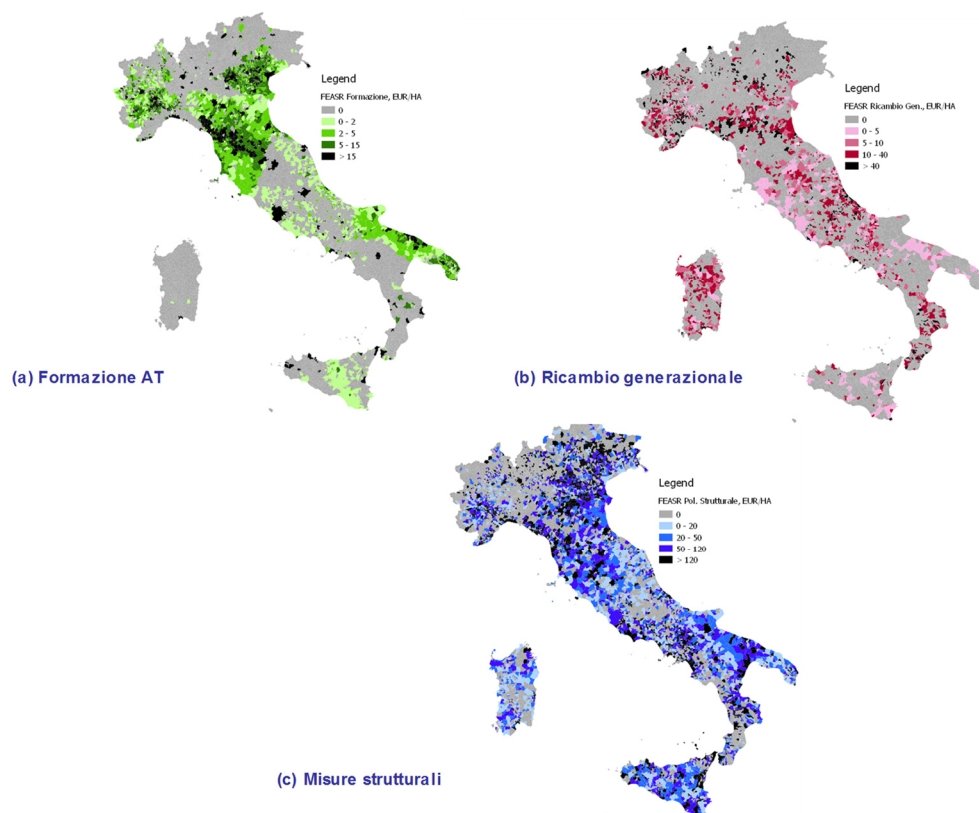 Legend
FEASR Formazione, EUR/HA
0
0 - 2
2 - 5
5 - 15
> 15
(a) Formazione AT
Legend
FEASR Ricambio Gen., EUR/HA
0
0 - 5
5 - 10
10 - 40
> 40
(b) Ricambio generazionale
Legend
FEASR Pol. Strutturale, EUR/HA
0
0 - 20
20 - 50
50 - 120
> 120
(c) Misure strutturali